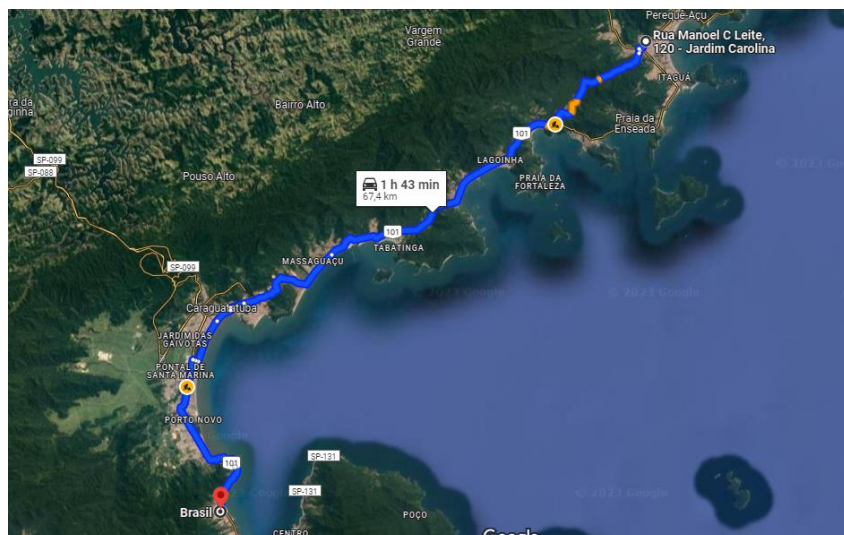 Perequê-Açu
Vargem
Grande
Rua Manoel C Leite,
120 - Jardim Carolina
ITAGUÁ
Bairro Alto
Praia da
Enseada
101
LAGOINHA
SP-099
SP-088
Pouso Alto
PRAIA DA
FORTALEZA
1 h 43 min
67,4 km
101
TABATINGA
MASSAGUAÇU
SP-099
© 2023 Google
Caraguatatuba
JARDIM DAS
GAIVOTAS
PONTAL DE
SANTA MARINA
PORTO NOVO
Google
101
SP-131
SP-131
© 2023 Google
Brasil
POÇO
CENTRO
Google